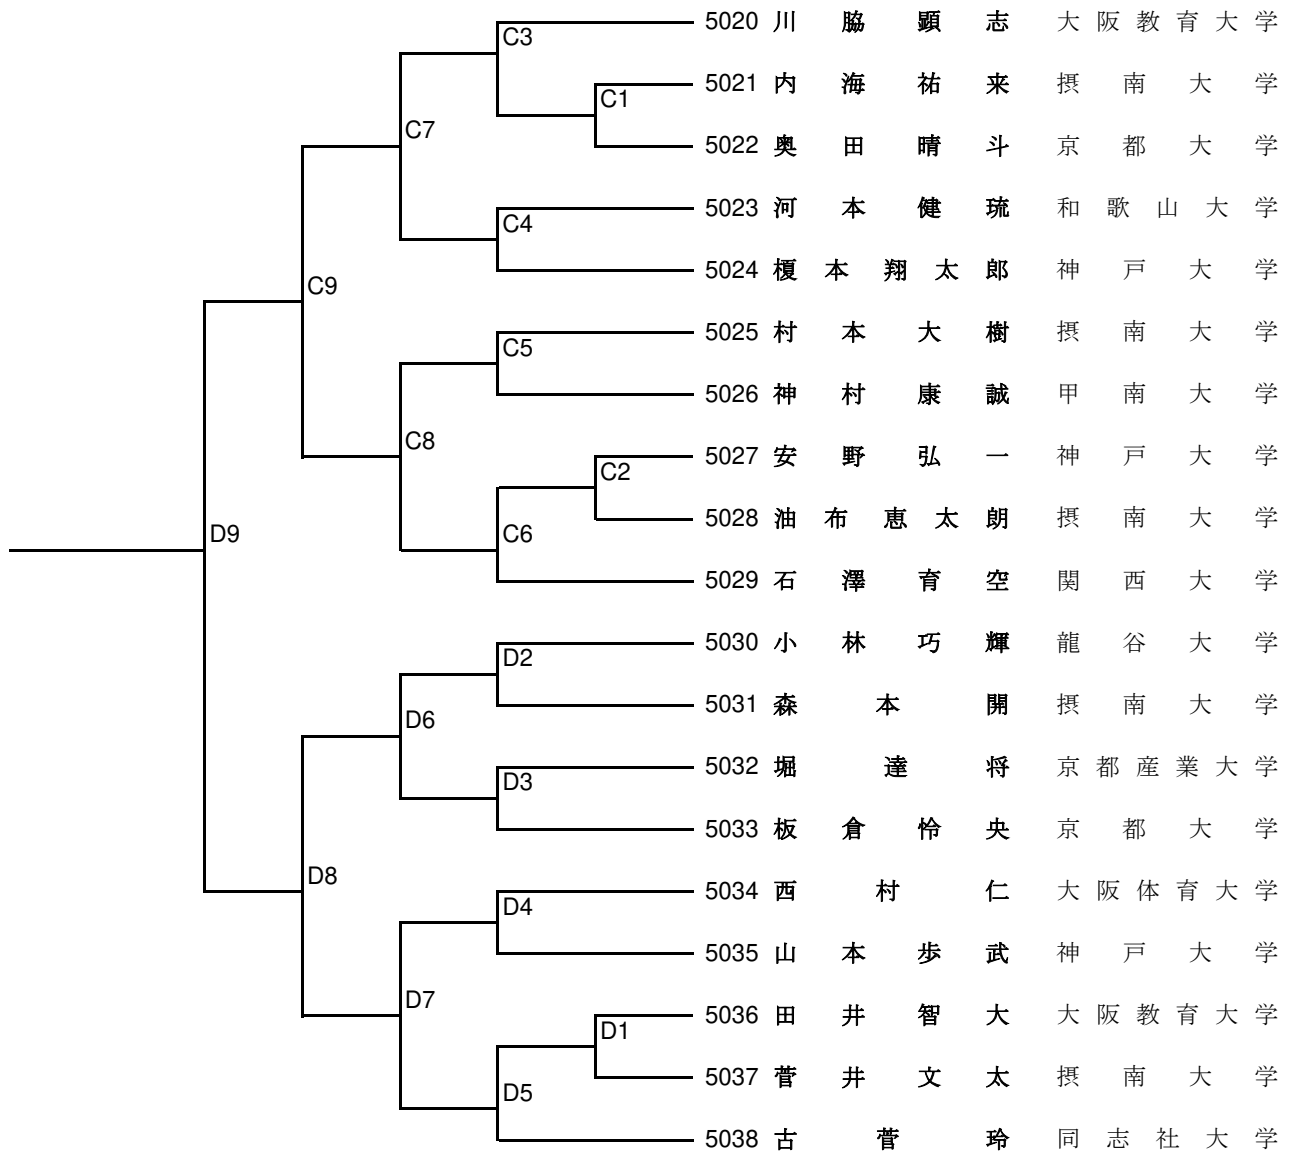 5020 川脇顕志 大阪教育大学
C3
5021 内海祐来 摂南大学
C1
C7
5022 奥田晴斗 京都大学
5023 河本健琉 和歌山大学
C4
5024 榎本翔太郎 神戸大学
C9
5025 村本大樹 摂南大学
C5
5026 神村康誠 甲南大学
C8
5027 安野弘一 神戸大学
C2
5028 油布恵太朗 摂南大学
D9
C6
5029 石澤育空 関西大学
5030 小林巧輝 龍谷大学
D2
5031 森本開 摂南大学
D6
5032 堀達将 京都産業大学
D3
5033 板倉怜央 京都大学
D8
5034 西村仁 大阪体育大学
D4
5035 山本歩武 神戸大学
D7
5036 田井智大 大阪教育大学
D1
5037 菅井文太 摂南大学
D5
5038 古菅玲 同志社大学